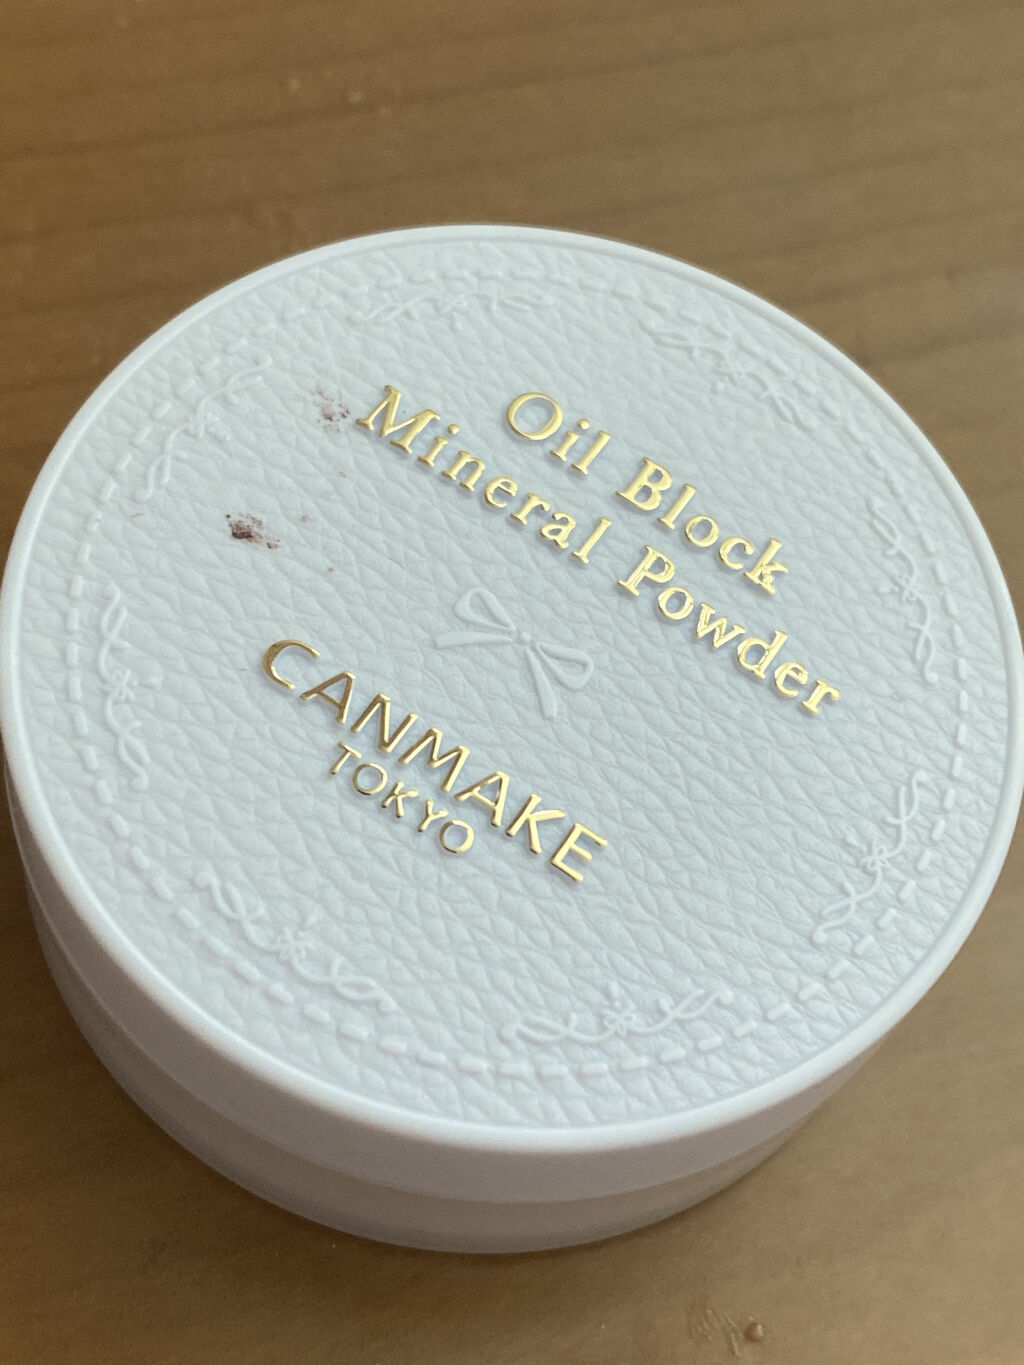 Oil Block
Mineral Powder
CANMAKE
TOKYO